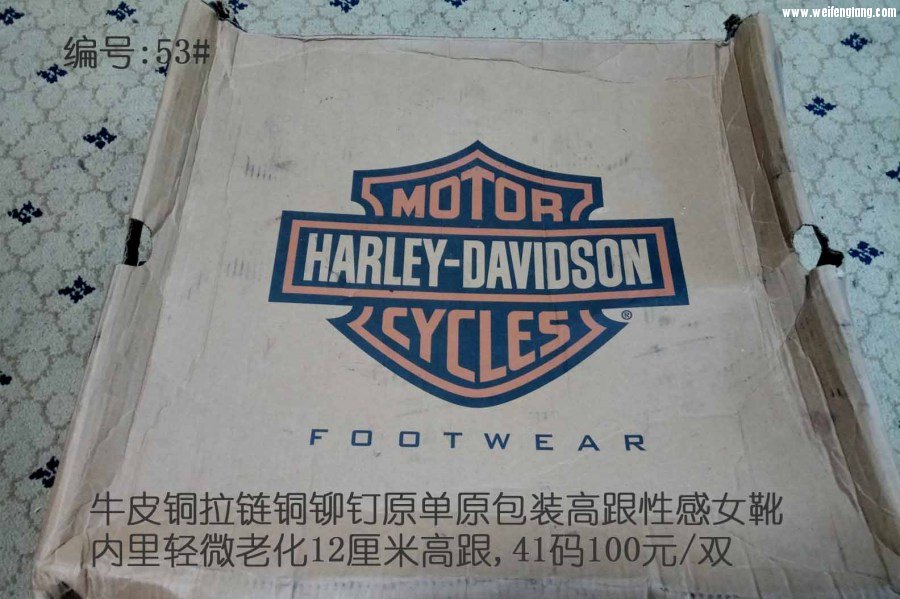 www.weifengtang.com
编号:53#
MOTOR
HARLEY-DAVIDSON
CYCLES
®
FOOTWEAR
牛皮铜拉链铜铆钉原单原包装高跟性感女靴
内里轻微老化12厘米高跟,41码100元/双